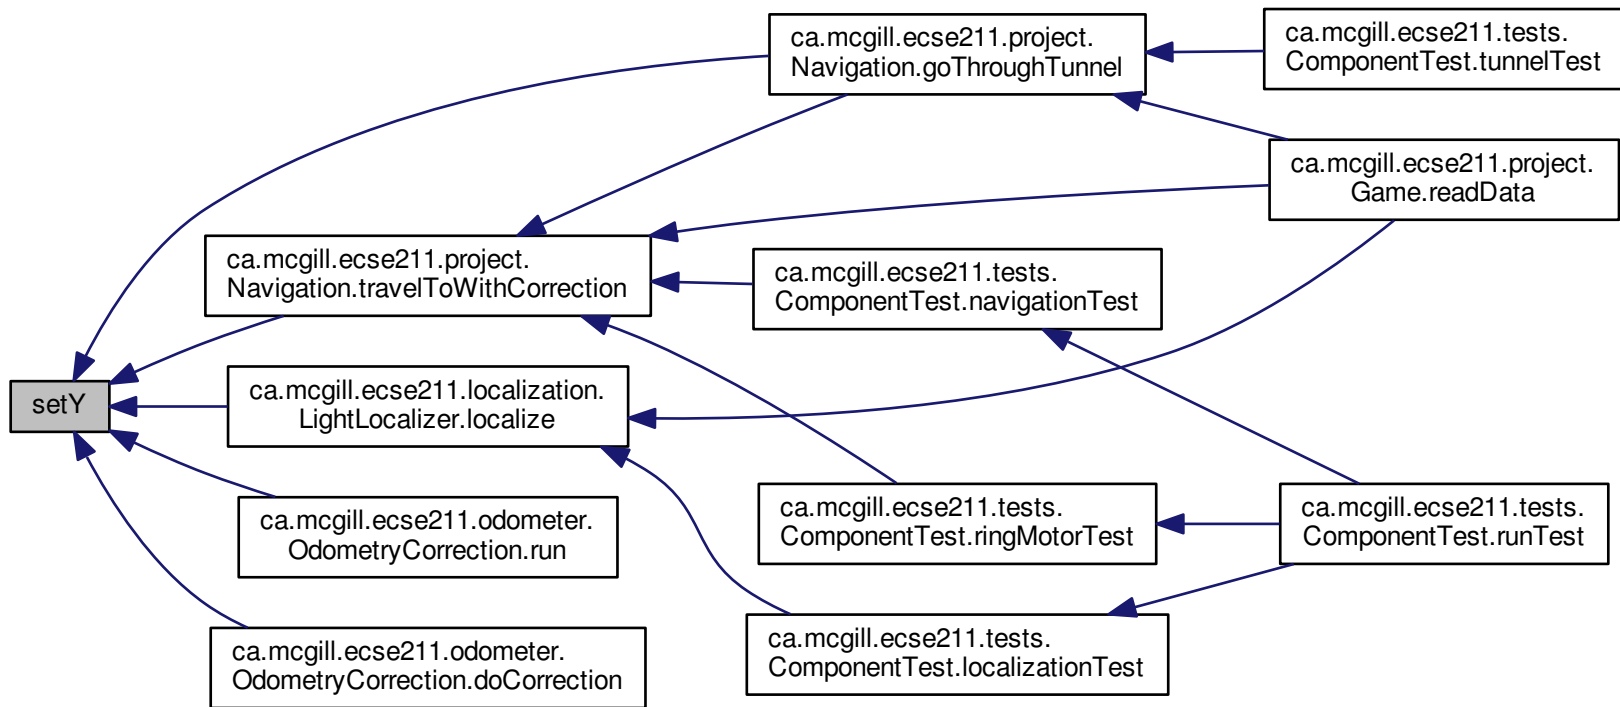 ca.mcgill.ecse211.project.
Navigation.goThroughTunnel
ca.mcgill.ecse211.tests.
ComponentTest.tunnelTest
ca.mcgill.ecse211.project.
Game.readData
ca.mcgill.ecse211.project.
Navigation.travelToWithCorrection
ca.mcgill.ecse211.tests.
ComponentTest.navigationTest
setY
ca.mcgill.ecse211.localization.
LightLocalizer.localize
ca.mcgill.ecse211.odometer.
OdometryCorrection.run
ca.mcgill.ecse211.tests.
ComponentTest.ringMotorTest
ca.mcgill.ecse211.tests.
ComponentTest.runTest
ca.mcgill.ecse211.odometer.
OdometryCorrection.doCorrection
ca.mcgill.ecse211.tests.
ComponentTest.localizationTest